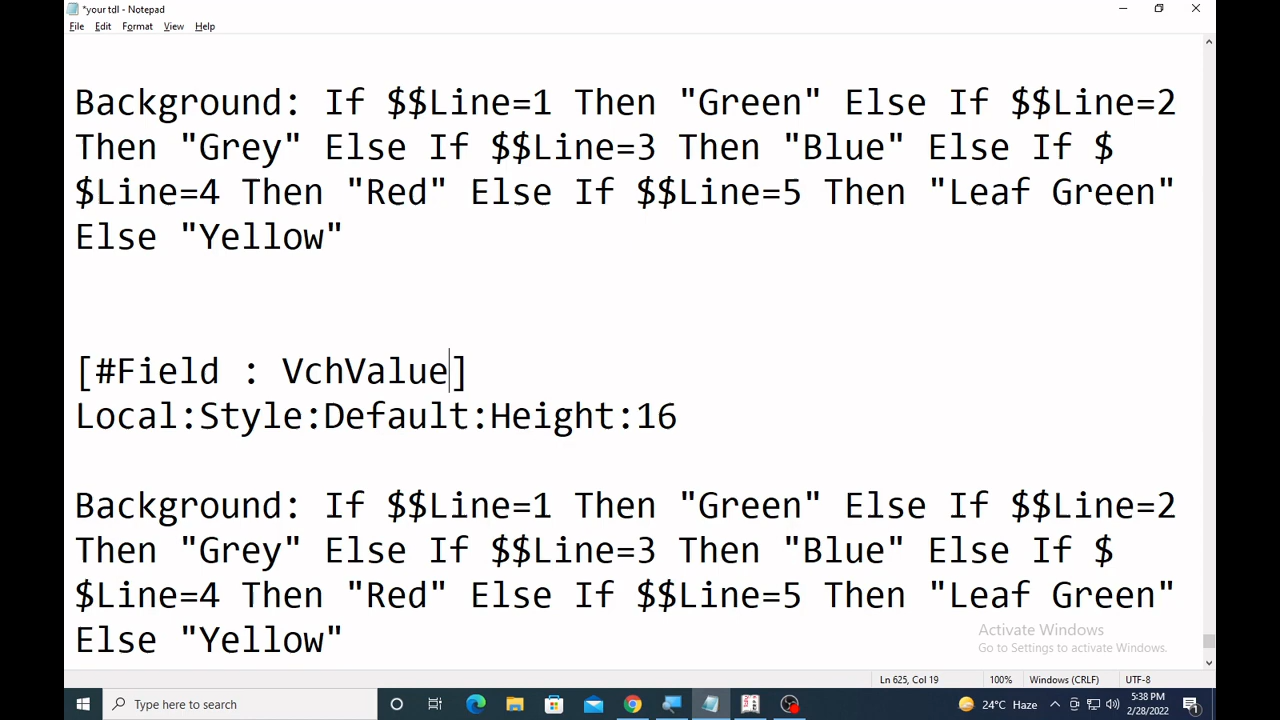 *your tdl - Notepad
File Edit Format View Help
Background: If $$Line=1 Then "Green" Else If $$Line=2
Then "Grey" Else If $$Line=3 Then "Blue" Else If $
$Line=4 Then "Red" Else If $$Line=5 Then "Leaf Green"
Else "Yellow"
[#Field : VchValue]
Local:Style:Default:Height:16
Background: If $$Line=1 Then "Green" Else If $$Line=2
Then "Grey" Else If $$Line=3 Then "Blue" Else If $
$Line=4 Then "Red" Else If $$Line=5 Then "Leaf Green"
Else "Yellow"
Activate Windows
Go to Settings to activate Windows.
Ln 625, Col 19 100% Windows (CRLF) UTF-8
Type here to search
24°C Haze
5:38 PM
2/28/2022
1